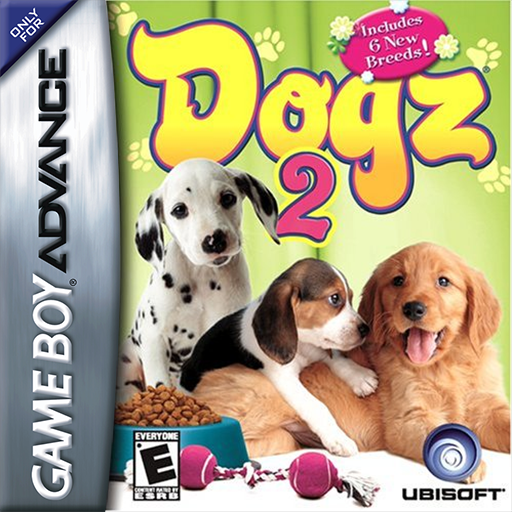 ONLY
FOR
GAME BOY ADVANCE
Includes
6 New
Breeds!
Dogz
2
EVERYONE
E
CONTENT RATED BY
ESRB
UBISOFT